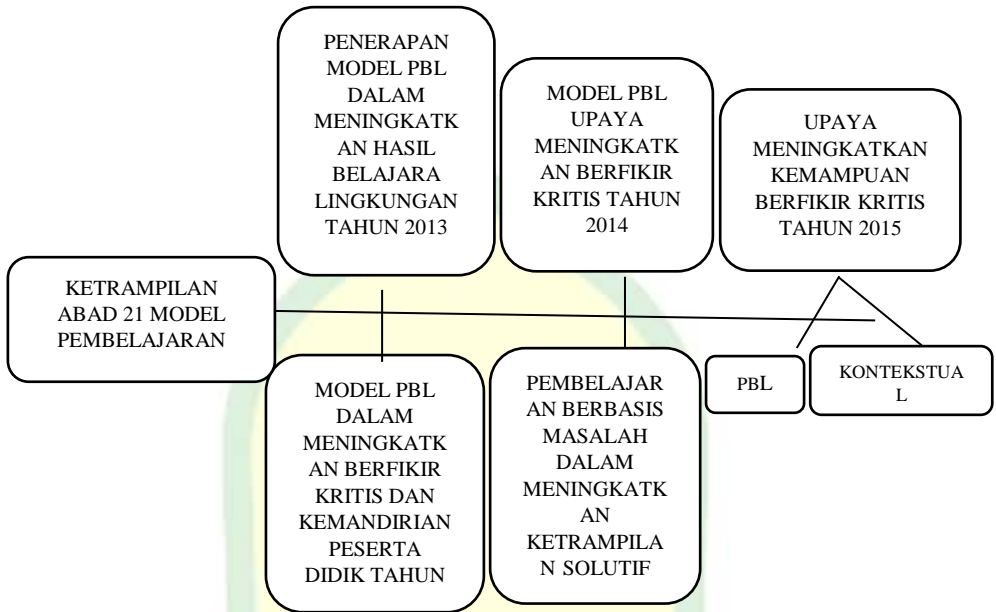 PENERAPAN
MODEL PBL
DALAM
MENINGKATK
AN HASIL
BELAJARA
LINGKUNGAN
TAHUN 2013
MODEL PBL
UPAYA
MENINGKATK
AN BERFIKIR
KRITIS TAHUN
2014
UPAYA
MENINGKATKAN
KEMAMPUAN
BERFIKIR KRITIS
TAHUN 2015
KETRAMPILAN
ABAD 21 MODEL
PEMBELAJARAN
MODEL PBL
DALAM
MENINGKATK
AN BERFIKIR
KRITIS DAN
KEMANDIRIAN
PESERTA
DIDIK TAHUN
PEMBELAJAR
AN BERBASIS
MASALAH
DALAM
MENINGKATK
AN
KETRAMPILA
N SOLUTIF
PBL
KONTEKSTUA
L